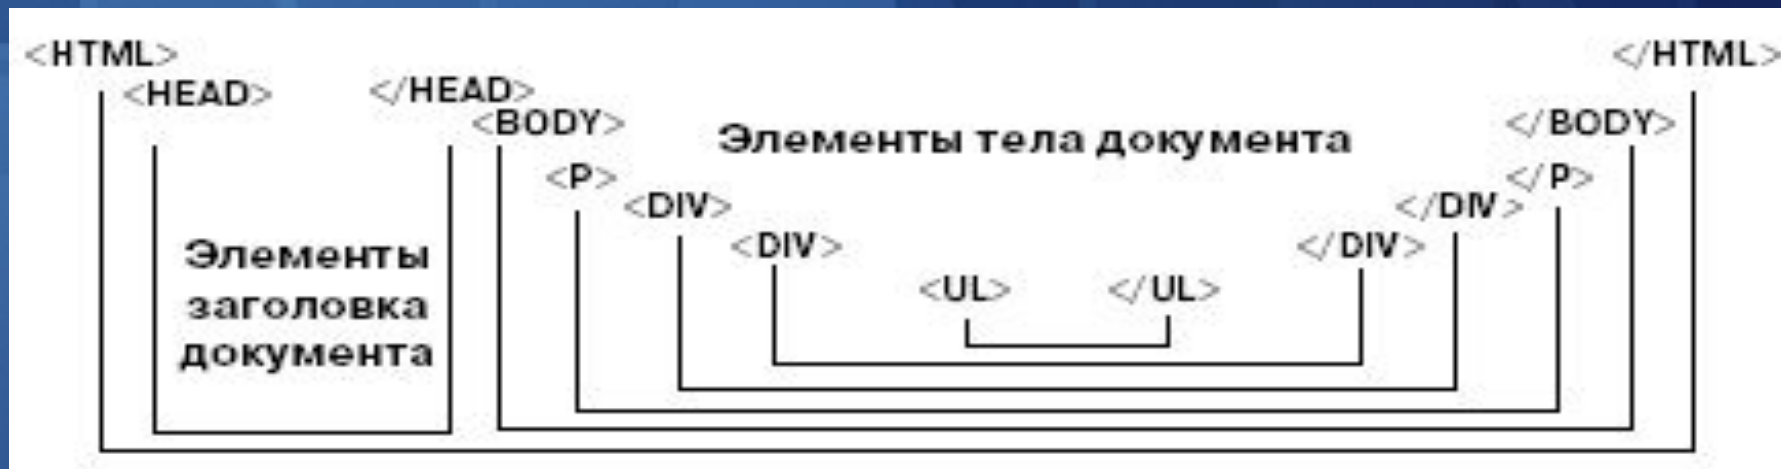 <HTML> </HTML>
<HEAD> </HEAD>
<BODY> Элементы тела документа </BODY>
<P> </P>
<DIV> </DIV>
<DIV> </DIV>
<UL> </UL>
Элементы
заголовка
документа